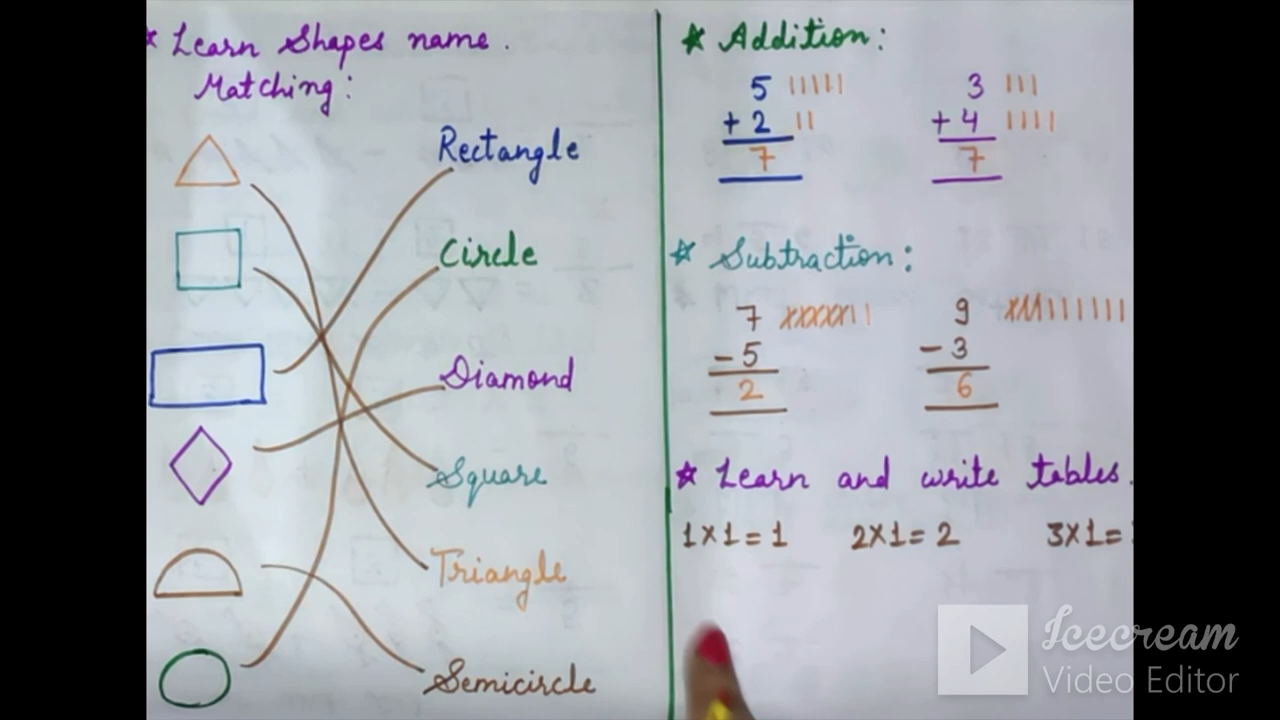 * Learn Shapes name.
Matching:
Rectangle
Circle
Diamond
Square
Triangle
Semicircle
* Addition:
5
+ 2
7
3
+ 4
7
* Subtraction:
7
- 5
2
9
- 3
6
* Learn and write tables.
1×1=1 2×1=2 3×1=
Icecream
Video Editor